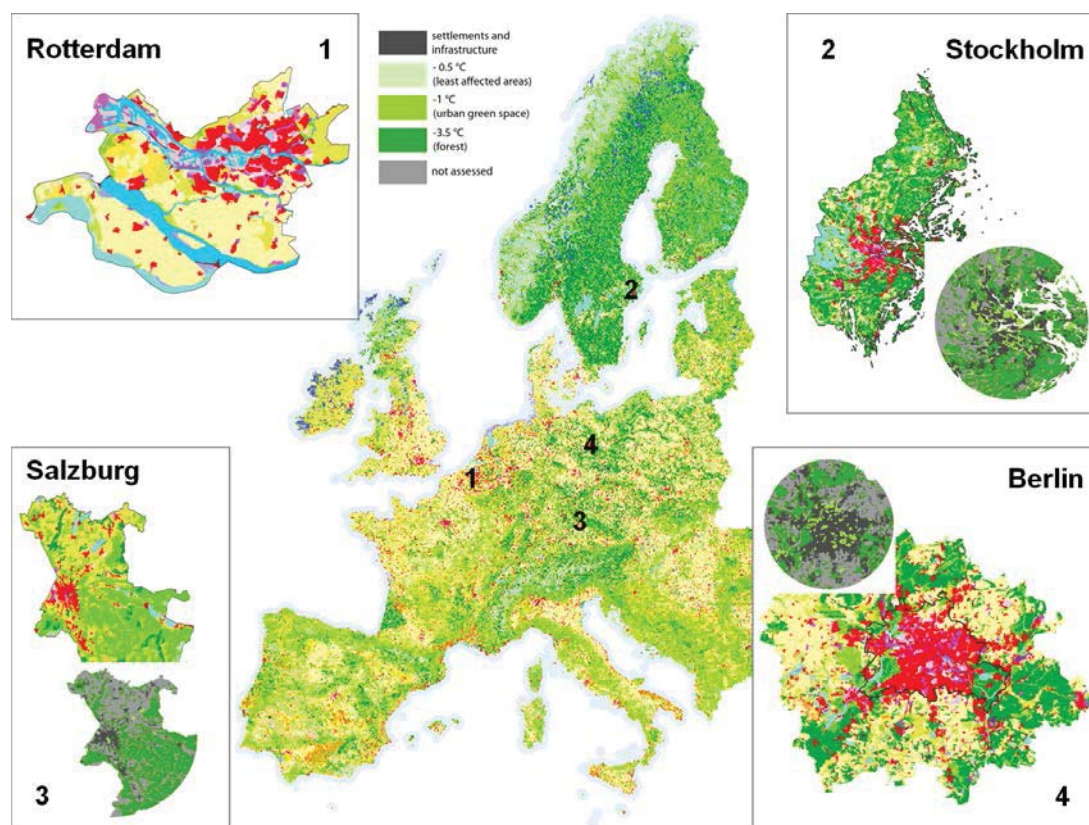 Rotterdam
1
settlements and
infrastructure
- 0.5 °C
(least affected areas)
-1 °C
(urban green space)
-3.5 °C
(forest)
not assessed
2
Stockholm
2
4
1
3
Salzburg
3
Berlin
4